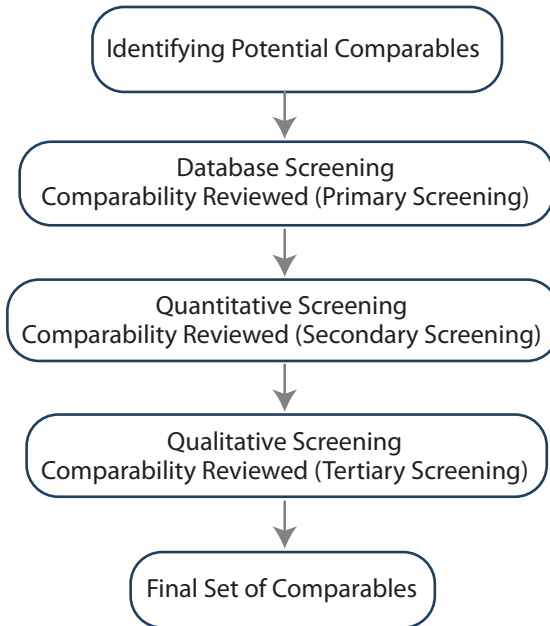 Identifying Potential Comparables
Database Screening
Comparability Reviewed (Primary Screening)
Quantitative Screening
Comparability Reviewed (Secondary Screening)
Qualitative Screening
Comparability Reviewed (Tertiary Screening)
Final Set of Comparables